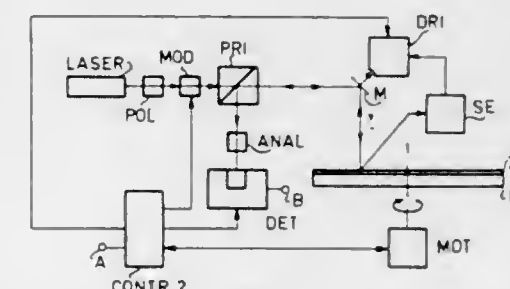 DRI
PRI
MOD
LASER
POL
M
SE
ANAL
B
DET
A
MOT
CONTR.2